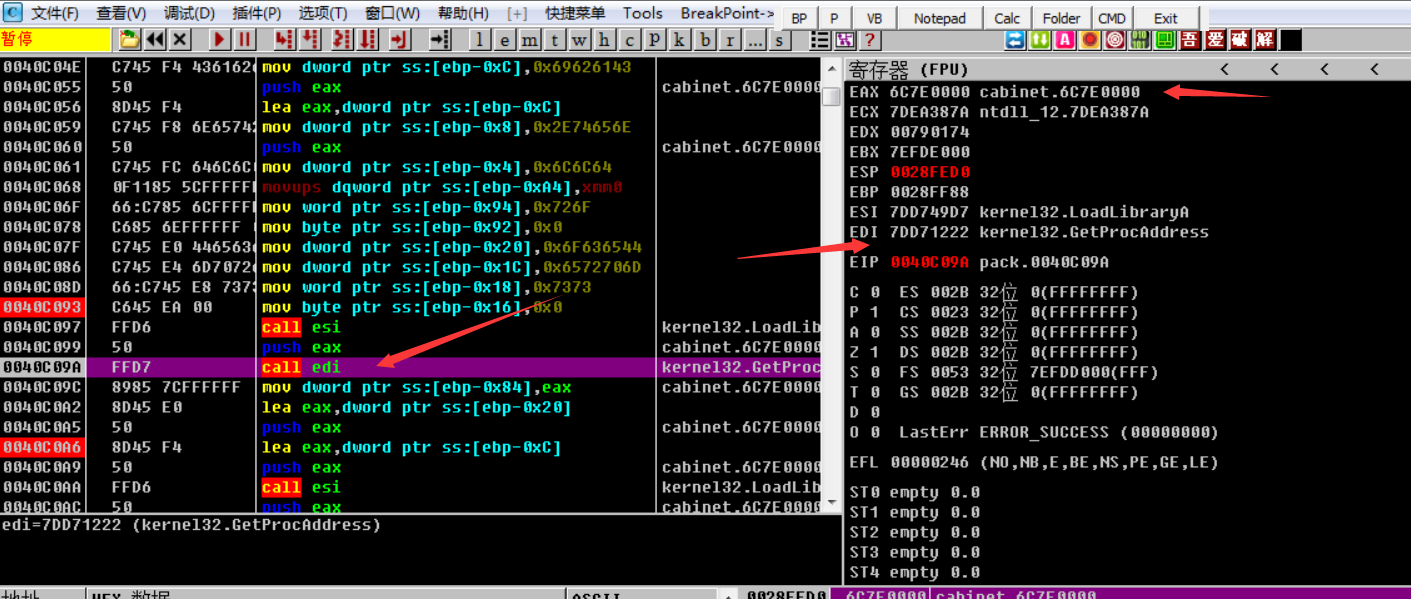 文件(F) 查看(V) 调试(D) 插件(P) 选项(T) 窗口(W) 帮助(H) [+] 快捷菜单 Tools BreakPoint-> BP P VB Notepad Calc Folder CMD Exit
暂停 l e m t w h c P k b r ... s ? A 吾 爱 破 解
0040C04E C745 F4 436162 mov dword ptr ss:[ebp-0xC],0x69626143
0040C055 50 push eax cabinet.6C7E0000
0040C056 8D45 F4 lea eax,dword ptr ss:[ebp-0xC]
0040C059 C745 F8 6E6574 mov dword ptr ss:[ebp-0x8],0x2E74656E
0040C060 50 push eax cabinet.6C7E0000
0040C061 C745 FC 646C6C mov dword ptr ss:[ebp-0x4],0x6C6C64
0040C068 0F1185 5CFFFFF movups dqword ptr ss:[ebp-0xA4],xmm0
0040C06F 66:C785 6CFFFF mov word ptr ss:[ebp-0x94],0x726F
0040C078 C685 6EFFFFFF mov byte ptr ss:[ebp-0x92],0x0
0040C07F C745 E0 446563 mov dword ptr ss:[ebp-0x20],0x6F636544
0040C086 C745 E4 6D7072 mov dword ptr ss:[ebp-0x1C],0x6572706D
0040C08D 66:C745 E8 737 mov word ptr ss:[ebp-0x18],0x7373
0040C093 C645 EA 00 mov byte ptr ss:[ebp-0x16],0x0
0040C097 FFD6 call esi kernel32.LoadLib
0040C099 50 push eax cabinet.6C7E0000
0040C09A FFD7 call edi kernel32.GetProc
0040C09C 8985 7CFFFFFF mov dword ptr ss:[ebp-0x84],eax cabinet.6C7E0000
0040C0A2 8D45 E0 lea eax,dword ptr ss:[ebp-0x20]
0040C0A5 50 push eax cabinet.6C7E0000
0040C0A6 8D45 F4 lea eax,dword ptr ss:[ebp-0xC]
0040C0A9 50 push eax cabinet.6C7E0000
0040C0AA FFD6 call esi kernel32.LoadLib
0040C0AC 50 push eax cabinet.6C7E0000
edi=7DD71222 (kernel32.GetProcAddress)
寄存器 (FPU) < < < <
EAX 6C7E0000 cabinet.6C7E0000
ECX 7DEA387A ntdll_12.7DEA387A
EDX 00790174
EBX 7EFDE000
ESP 0028FED0
EBP 0028FF88
ESI 7DD749D7 kernel32.LoadLibraryA
EDI 7DD71222 kernel32.GetProcAddress
EIP 0040C09A pack.0040C09A
C 0 ES 002B 32位 0(FFFFFFFF)
P 1 CS 0023 32位 0(FFFFFFFF)
A 0 SS 002B 32位 0(FFFFFFFF)
Z 1 DS 002B 32位 0(FFFFFFFF)
S 0 FS 0053 32位 7EFDD000(FFF)
T 0 GS 002B 32位 0(FFFFFFFF)
D 0
O 0 LastErr ERROR_SUCCESS (00000000)
EFL 00000246 (NO,NB,E,BE,NS,PE,GE,LE)
ST0 empty 0.0
ST1 empty 0.0
ST2 empty 0.0
ST3 empty 0.0
ST4 empty 0.0
地址 HEX 数据 ASCII 0028FED0 6C7E0000 cabinet.6C7E0000